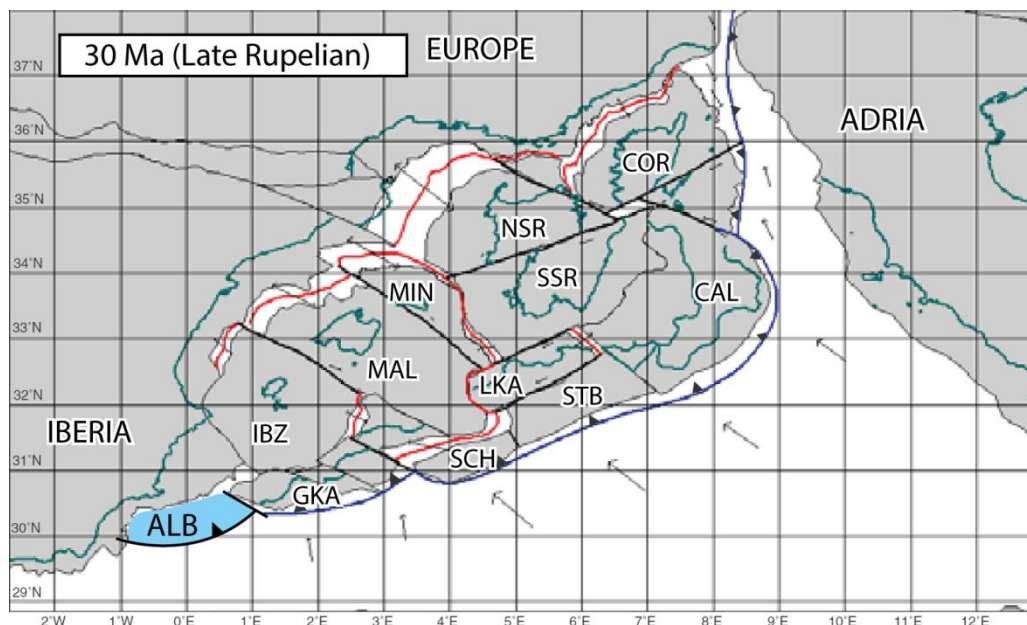 30 Ma (Late Rupelian)
EUROPE
ADRIA
IBERIA
COR
NSR
SSR
CAL
MIN
MAL
LKA
STB
IBZ
SCH
GKA
ALB
37°N
36°N
35°N
34°N
33°N
32°N
31°N
30°N
29°N
2°W 1°W 0°E 1°E 2°E 3°E 4°E 5°E 6°E 7°E 8°E 9°E 10°E 11°E 12°E